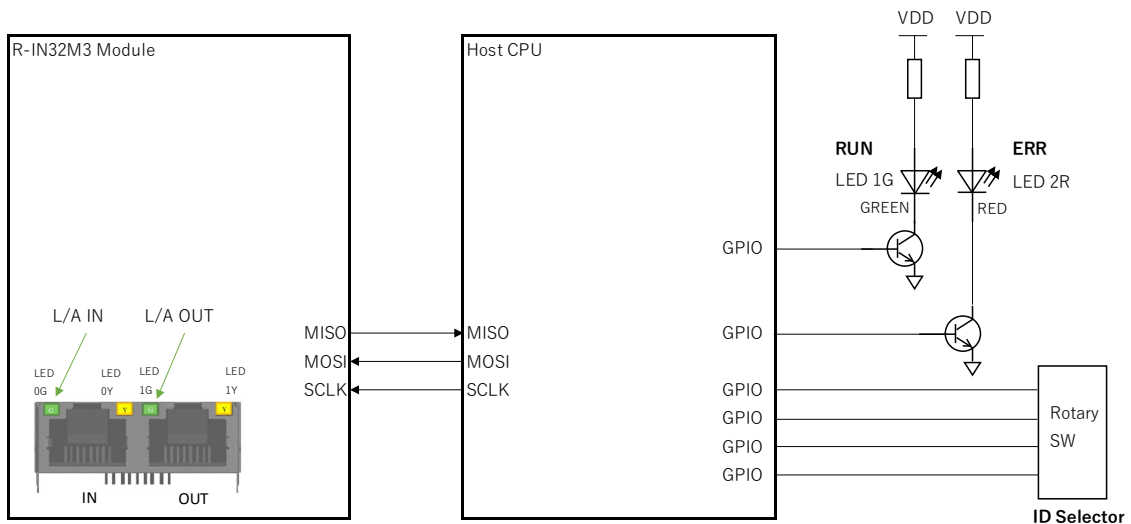 VDD VDD
R-IN32M3 Module
Host CPU
RUN
ERR
LED 1G
LED 2R
GREEN
RED
GPIO
L/A IN
L/A OUT
MISO
MISO
GPIO
MOSI
MOSI
SCLK
SCLK
LED
0G
LED
0Y
LED
1G
LED
1Y
G
Y
G
Y
IN
OUT
GPIO
GPIO
GPIO
GPIO
Rotary
SW
ID Selector